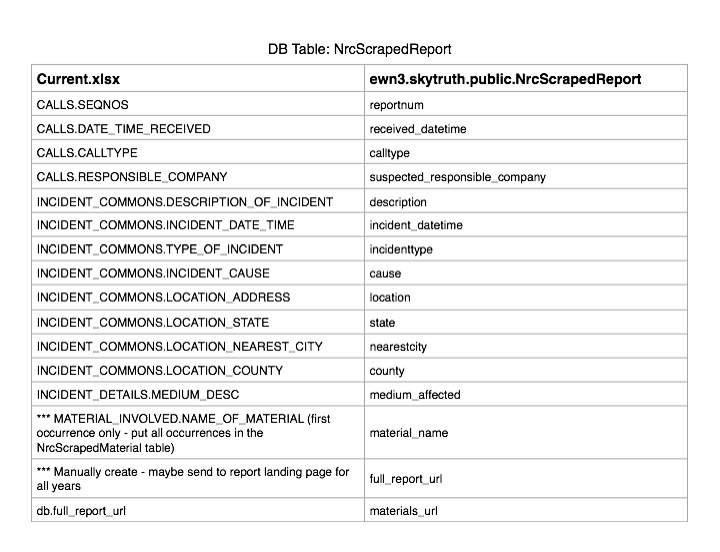 DB Table: NrcScrapedReport
Current.xlsx ewn3.skytruth.public.NrcScrapedReport
CALLS.SEQNOS reportnum
CALLS.DATE_TIME_RECEIVED received_datetime
CALLS.CALLTYPE calltype
CALLS.RESPONSIBLE_COMPANY suspected_responsible_company
INCIDENT_COMMONS.DESCRIPTION_OF_INCIDENT description
INCIDENT_COMMONS.INCIDENT_DATE_TIME incident_datetime
INCIDENT_COMMONS.TYPE_OF_INCIDENT incidenttype
INCIDENT_COMMONS.INCIDENT_CAUSE cause
INCIDENT_COMMONS.LOCATION_ADDRESS location
INCIDENT_COMMONS.LOCATION_STATE state
INCIDENT_COMMONS.LOCATION_NEAREST_CITY nearestcity
INCIDENT_COMMONS.LOCATION_COUNTY county
INCIDENT_DETAILS.MEDIUM_DESC medium_affected
*** MATERIAL_INVOLVED.NAME_OF_MATERIAL (first
occurrence only - put all occurrences in the
NrcScrapedMaterial table)
material_name
*** Manually create - maybe send to report landing page for
all years
full_report_url
db.full_report_url materials_url